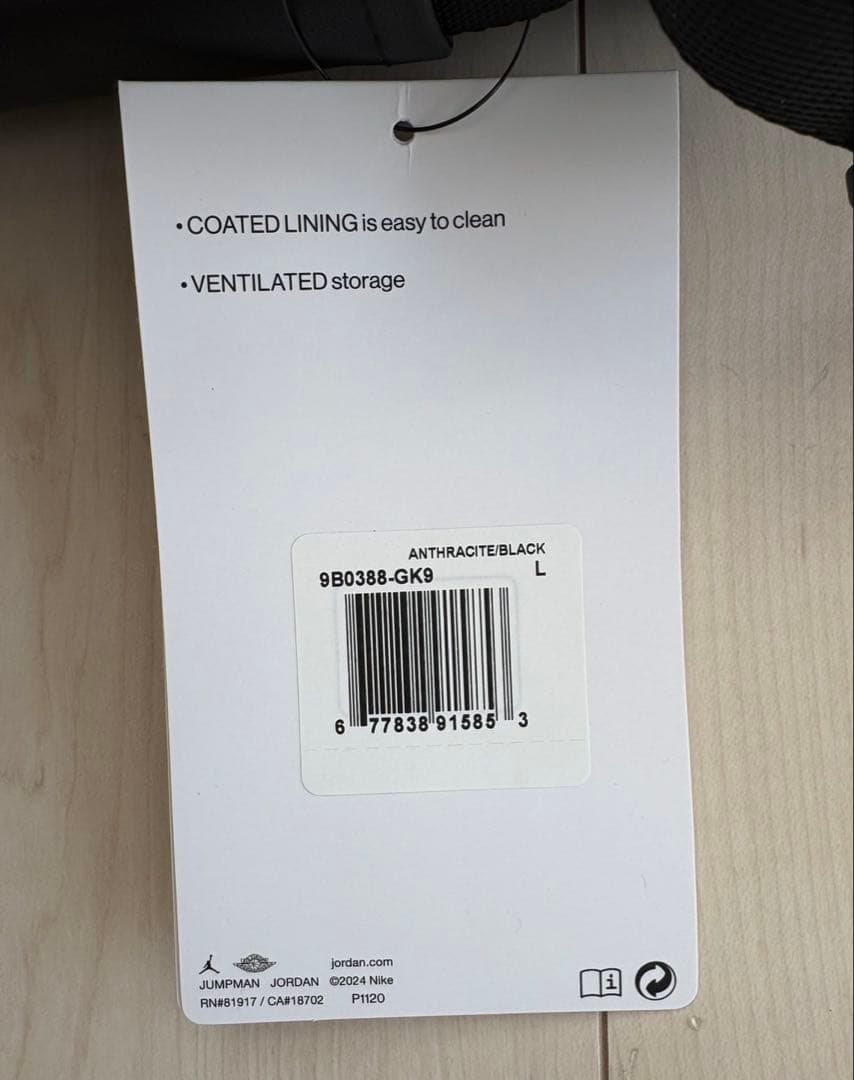 • COATED LINING is easy to clean
• VENTILATED storage
ANTHRACITE/BLACK
9B0388-GK9 L
6 77838 91585 3
jordan.com
JUMPMAN JORDAN ©2024 Nike
RN#81917 / CA#18702 P1120